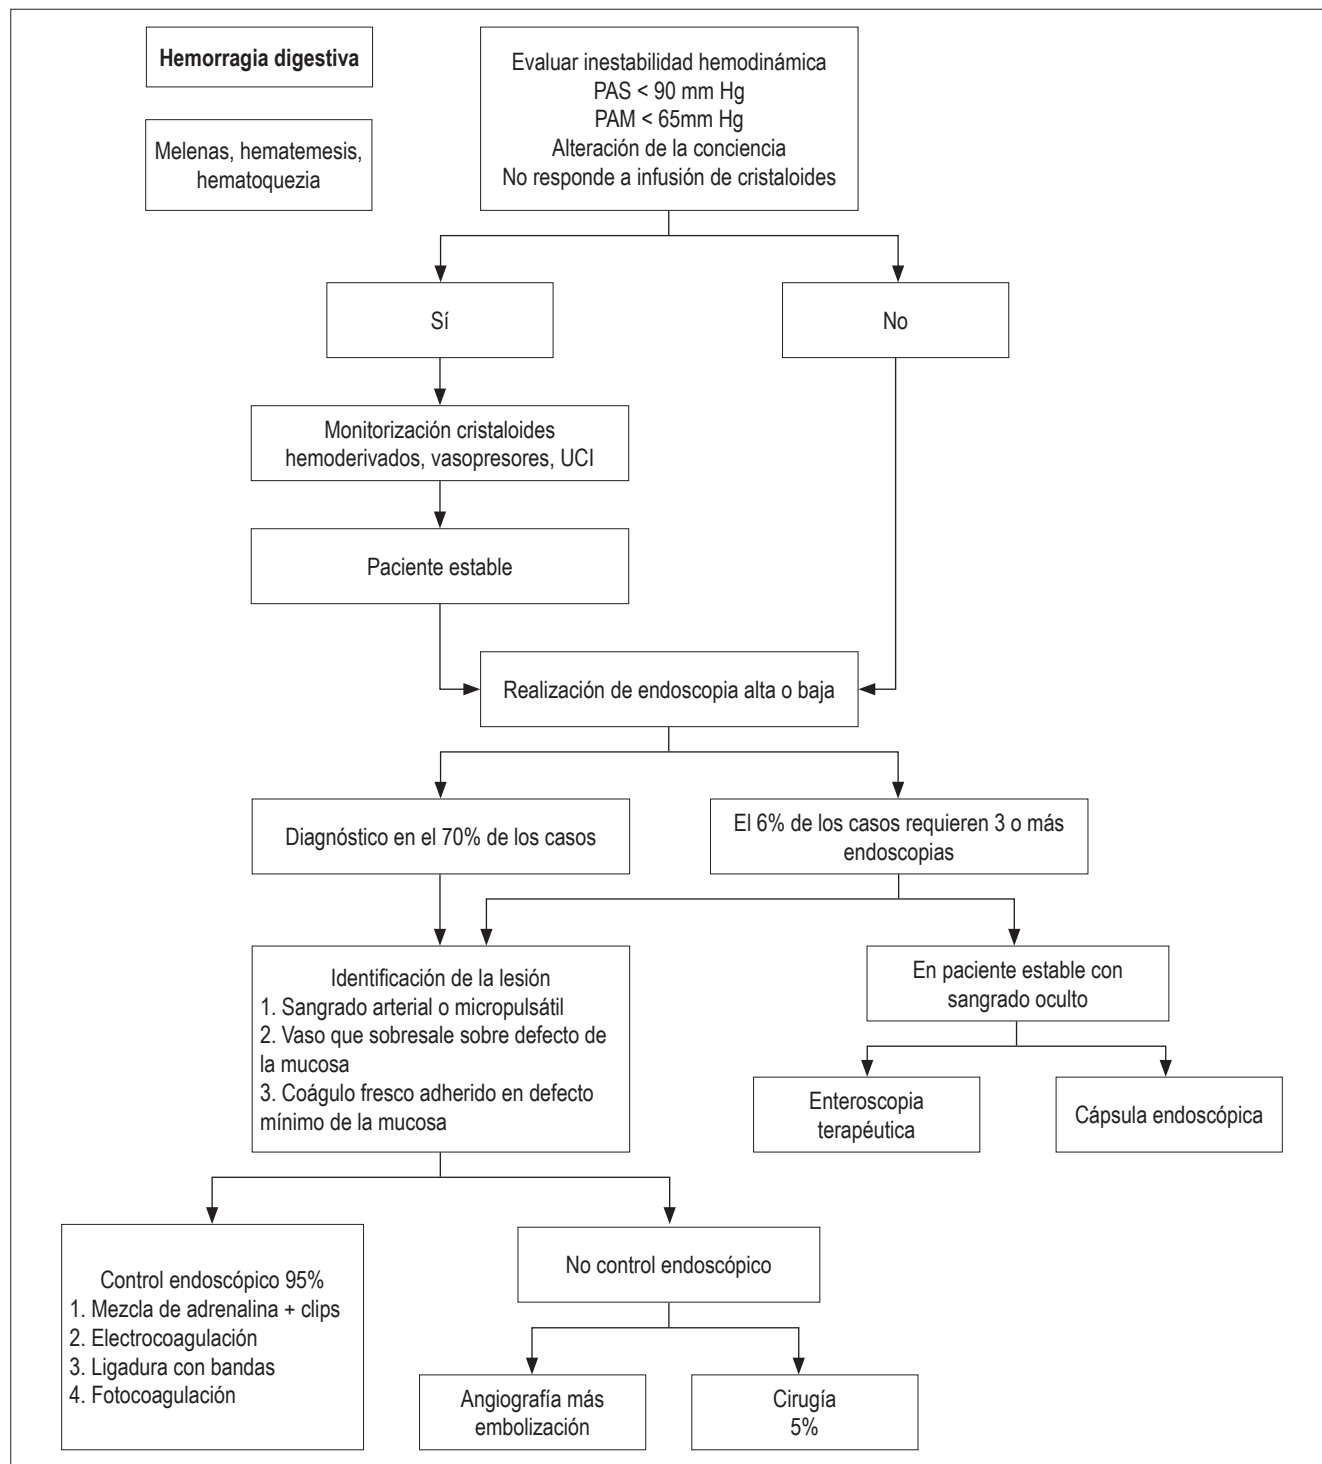 Hemorragia digestiva
Melenas, hematemesis,
hematoquezia
Evaluar inestabilidad hemodinámica
PAS < 90 mm Hg
PAM < 65mm Hg
Alteración de la conciencia
No responde a infusión de cristaloides
Sí
No
Monitorización cristaloides
hemoderivados, vasopresores, UCI
Paciente estable
Realización de endoscopia alta o baja
Diagnóstico en el 70% de los casos
El 6% de los casos requieren 3 o más
endoscopias
Identificación de la lesión
1. Sangrado arterial o micropulsátil
2. Vaso que sobresale sobre defecto de
la mucosa
3. Coágulo fresco adherido en defecto
mínimo de la mucosa
En paciente estable con
sangrado oculto
Enteroscopia
terapéutica
Cápsula endoscópica
Control endoscópico 95%
1. Mezcla de adrenalina + clips
2. Electrocoagulación
3. Ligadura con bandas
4. Fotocoagulación
No control endoscópico
Angiografía más
embolización
Cirugía
5%